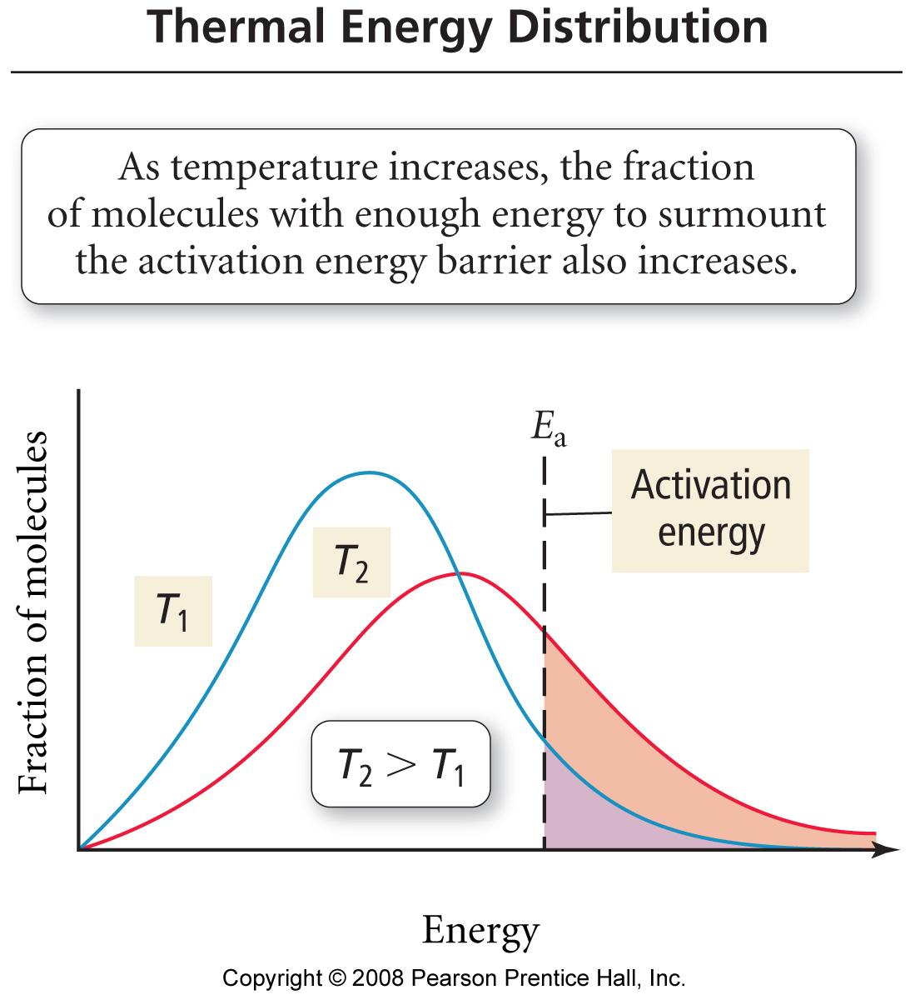 Thermal Energy Distribution
As temperature increases, the fraction
of molecules with enough energy to surmount
the activation energy barrier also increases.
Fraction of molecules
Eₐ
Activation
energy
T₂
T₁
T₂ > T₁
Energy
Copyright © 2008 Pearson Prentice Hall, Inc.